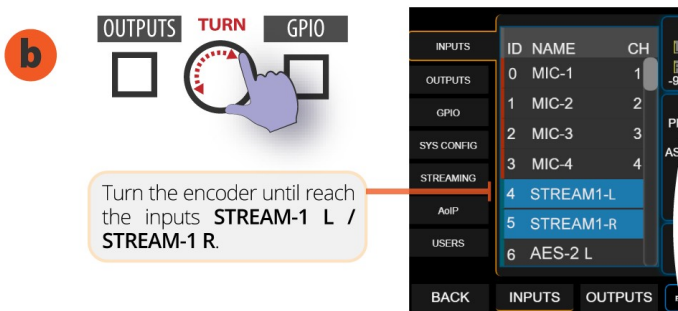 b
OUTPUTS TURN GPIO
Turn the encoder until reach
the inputs STREAM-1 L /
STREAM-1 R.
INPUTS
OUTPUTS
GPIO
SYS CONFIG
STREAMING
AoIP
USERS
ID NAME CH
0 MIC-1 1
1 MIC-2 2
2 MIC-3 3
3 MIC-4 4
4 STREAM1-L
5 STREAM1-R
6 AES-2 L
BACK INPUTS OUTPUTS